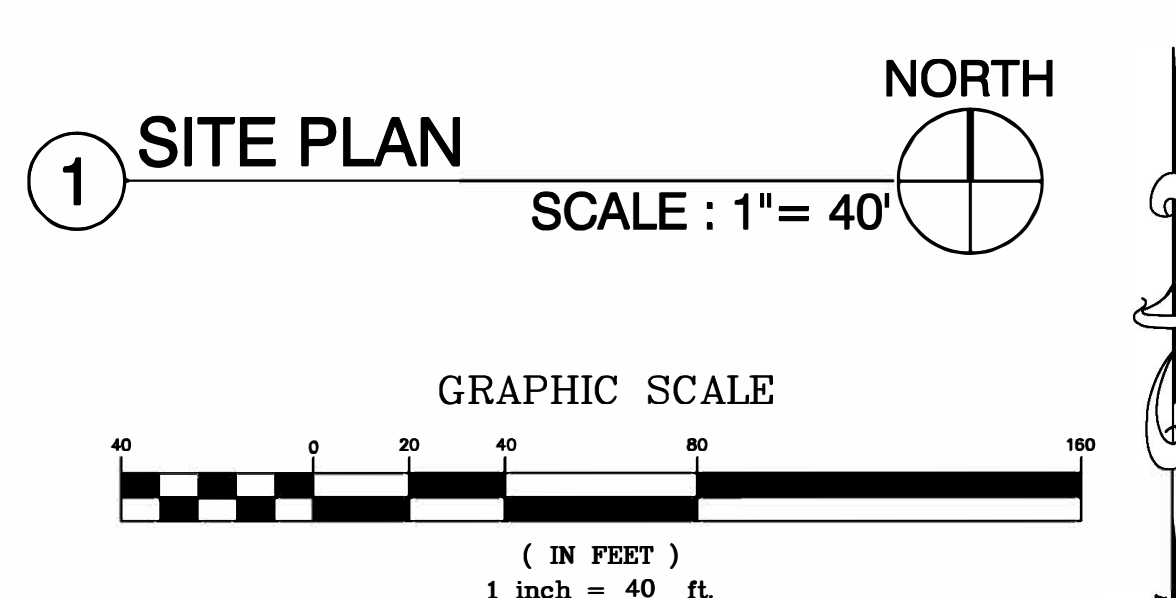 NORTH
1 SITE PLAN
SCALE : 1"= 40'
GRAPHIC SCALE
40 0 20 40 80 160
( IN FEET )
1 inch = 40 ft.